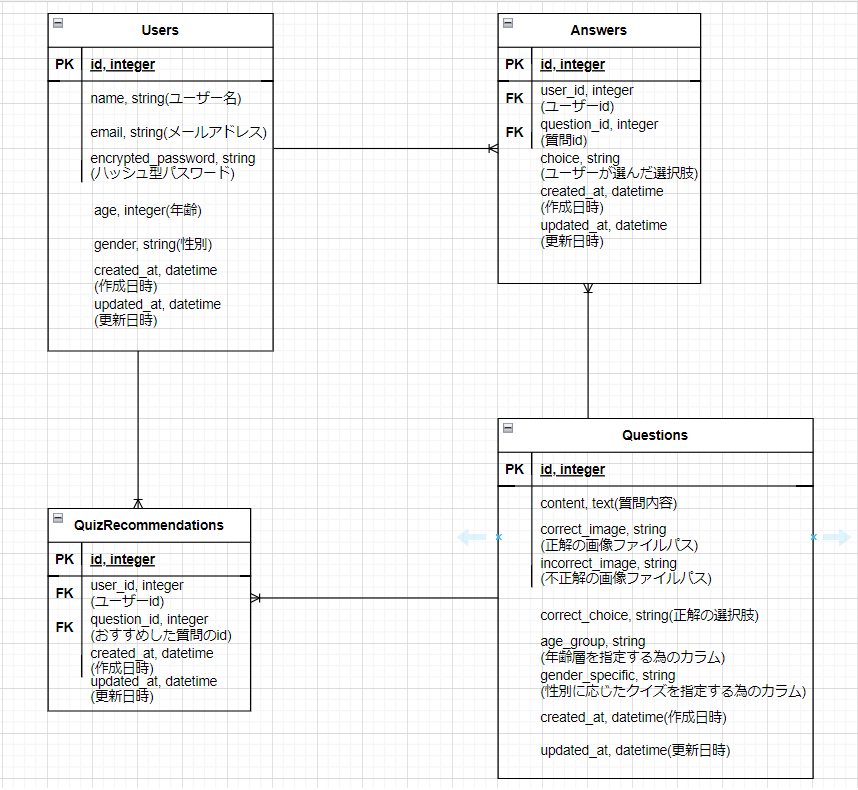 Users
PK id, integer
name, string(ユーザー名)
email, string(メールアドレス)
encrypted_password, string
(ハッシュ型パスワード)
age, integer(年齢)
gender, string(性別)
created_at, datetime
(作成日時)
updated_at, datetime
(更新日時)
Answers
PK id, integer
FK user_id, integer
(ユーザーid)
FK question_id, integer
(質問id)
choice, string
(ユーザーが選んだ選択肢)
created_at, datetime
(作成日時)
updated_at, datetime
(更新日時)
QuizRecommendations
PK id, integer
FK user_id, integer
(ユーザーid)
FK question_id, integer
(おすすめした質問のid)
created_at, datetime
(作成日時)
updated_at, datetime
(更新日時)
Questions
PK id, integer
content, text(質問内容)
correct_image, string
(正解の画像ファイルパス)
incorrect_image, string
(不正解の画像ファイルパス)
correct_choice, string(正解の選択肢)
age_group, string
(年齢層を指定する為のカラム)
gender_specific, string
(性別に応じたクイズを指定する為のカラム)
created_at, datetime(作成日時)
updated_at, datetime(更新日時)